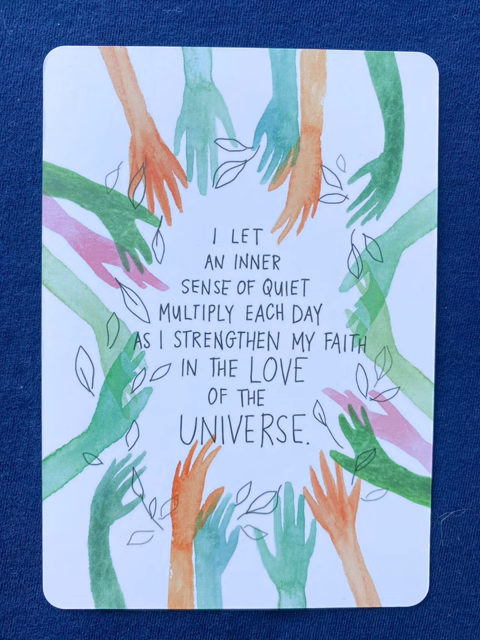 I LET
AN INNER
SENSE OF QUIET
MULTIPLY EACH DAY
AS I STRENGTHEN MY FAITH
IN THE LOVE
OF THE
UNIVERSE.